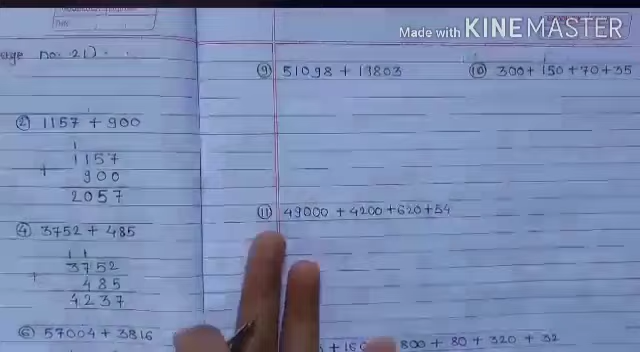 Made with KINEMASTER
age no. 21)
② 1157 + 900
1
1157
+ 900
2057
④ 3752 + 485
1 1
3752
+ 485
4237
⑥ 57004 + 3816
⑨ 51098 + 19803
⑩ 300 + 150 + 70 + 35
⑪ 49000 + 4200 + 620 + 54
800 + 80 + 320 + 32